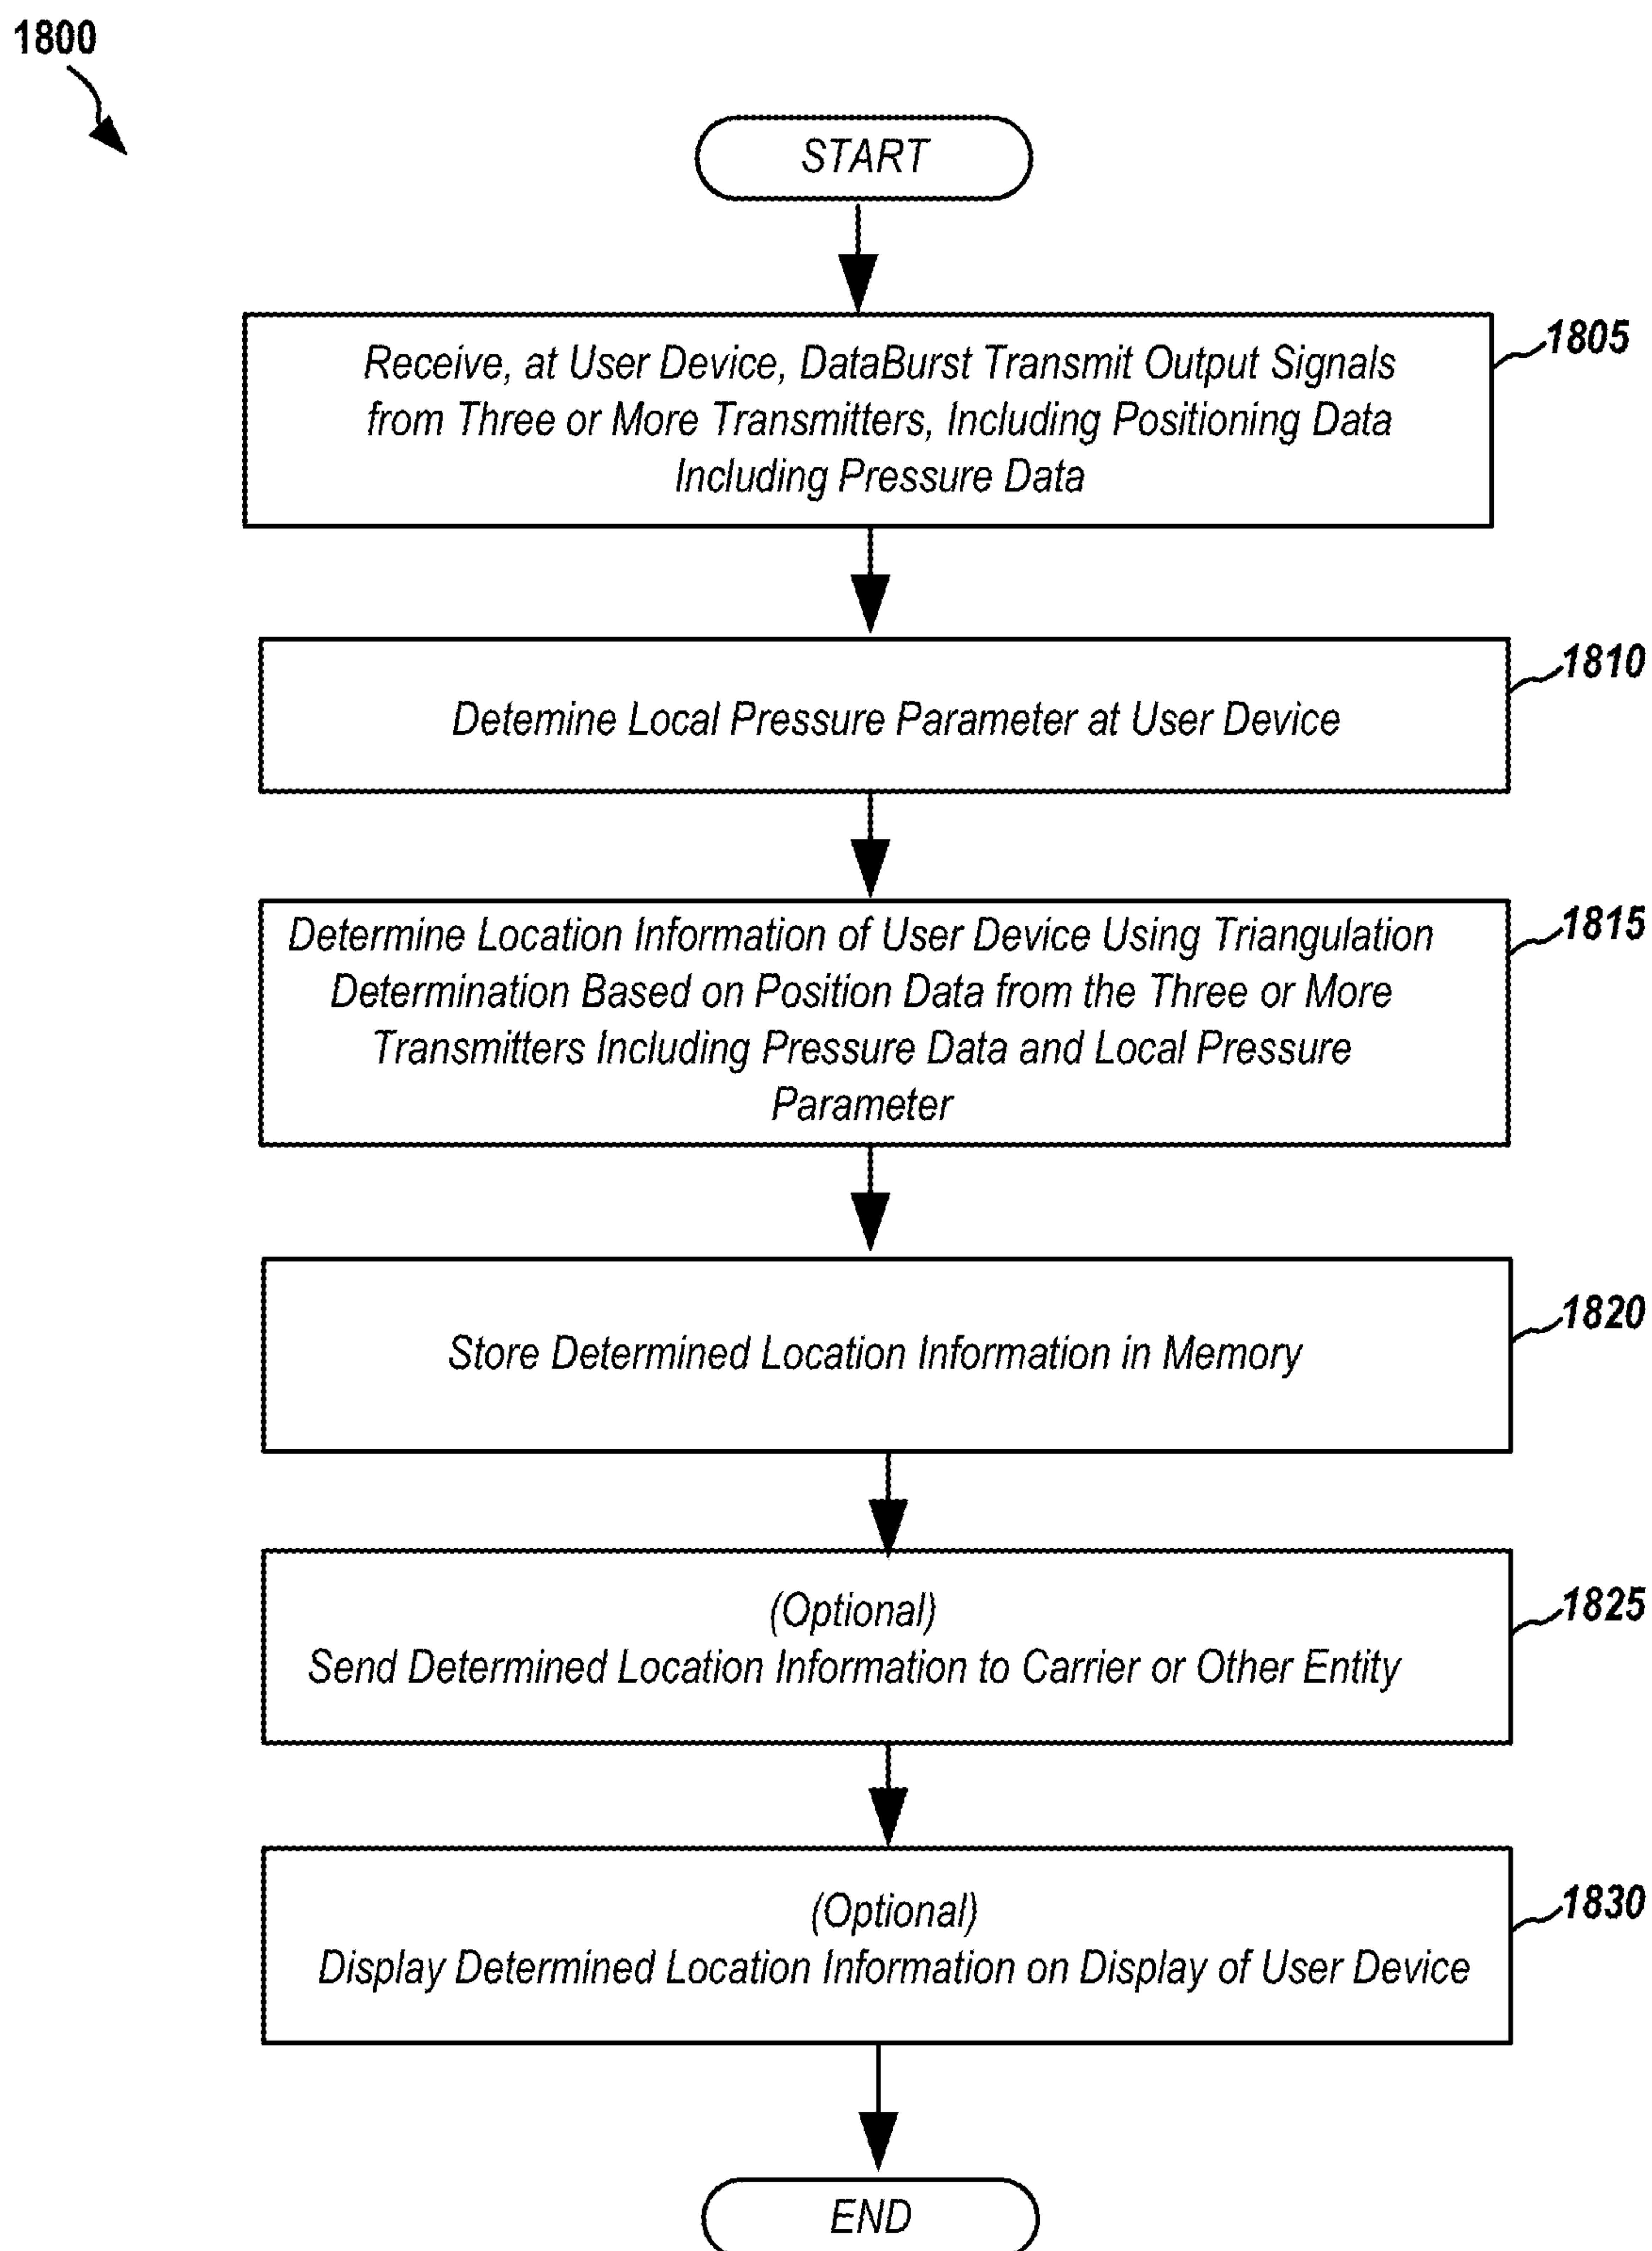 1800
START
Receive, at User Device, DataBurst Transmit Output Signals
from Three or More Transmitters, Including Positioning Data
Including Pressure Data
1805
Detemine Local Pressure Parameter at User Device
1810
Determine Location Information of User Device Using Triangulation
Determination Based on Position Data from the Three or More
Transmitters Including Pressure Data and Local Pressure
Parameter
1815
Store Determined Location Information in Memory
1820
(Optional)
Send Determined Location Information to Carrier or Other Entity
1825
(Optional)
Display Determined Location Information on Display of User Device
1830
END